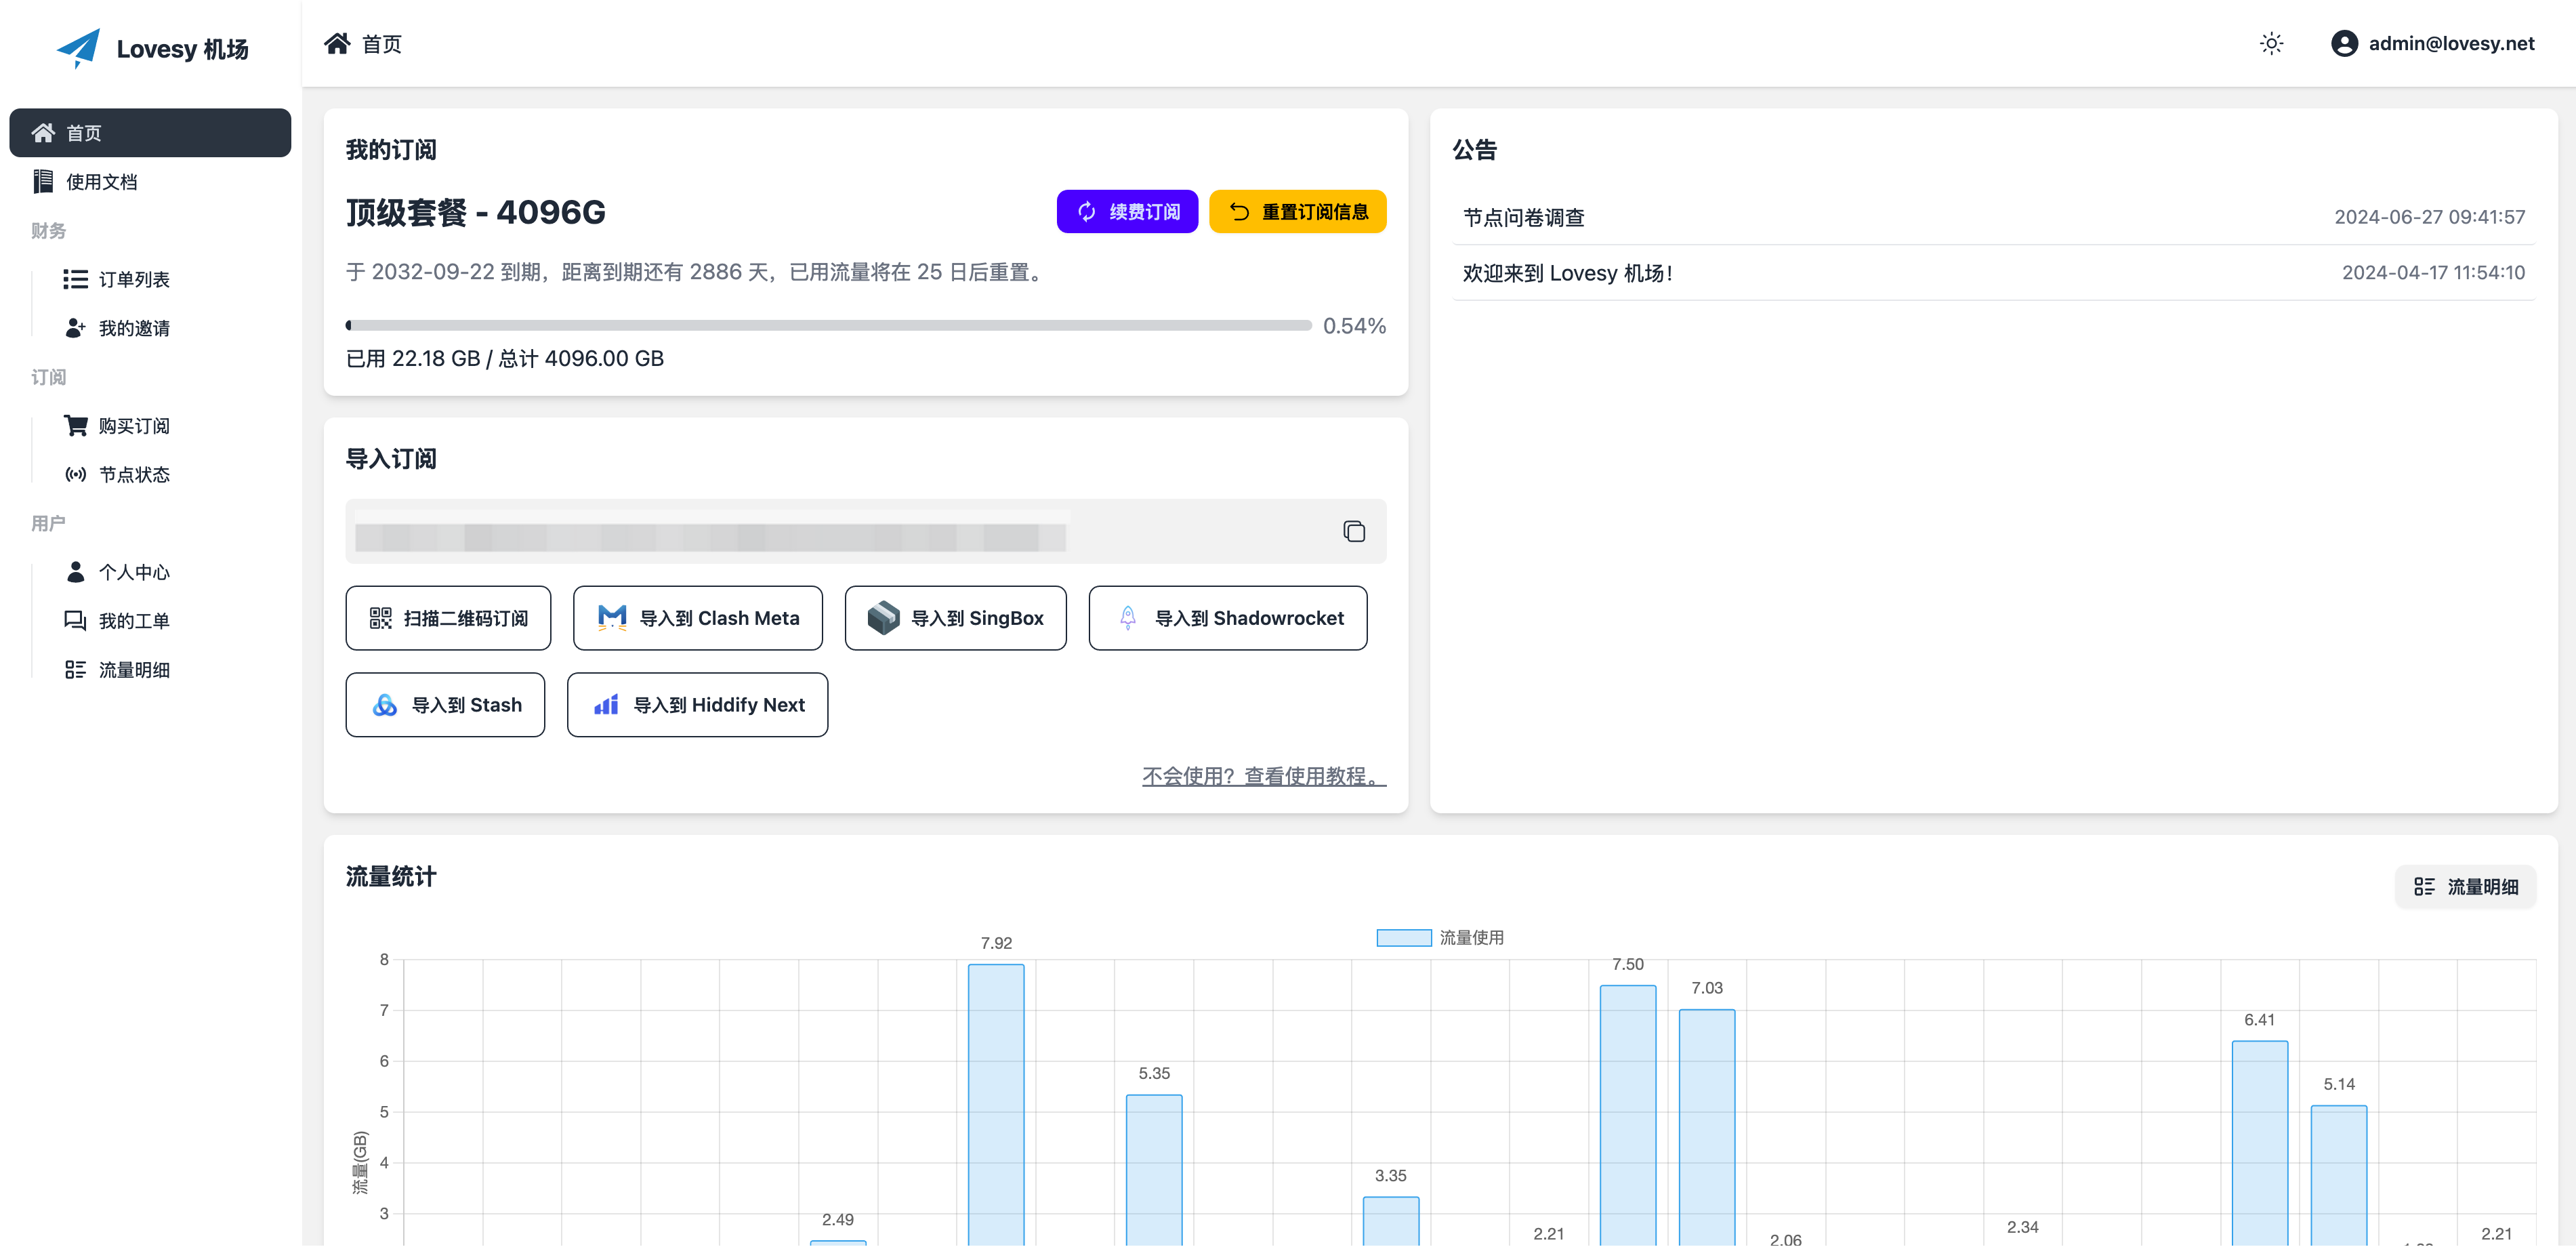 Lovesy 机场
首页
使用文档
财务
订单列表
我的邀请
订阅
购买订阅
节点状态
用户
个人中心
我的工单
流量明细
首页
admin@lovesy.net
我的订阅
顶级套餐 - 4096G
续费订阅
重置订阅信息
于 2032-09-22 到期，距离到期还有 2886 天，已用流量将在 25 日后重置。
0.54%
已用 22.18 GB / 总计 4096.00 GB
公告
节点问卷调查 2024-06-27 09:41:57
欢迎来到 Lovesy 机场！ 2024-04-17 11:54:10
导入订阅
扫描二维码订阅
导入到 Clash Meta
导入到 SingBox
导入到 Shadowrocket
导入到 Stash
导入到 Hiddify Next
不会使用？查看使用教程。
流量统计
流量明细
流量使用
流量(GB)
8
7
6
5
4
3
2.49
7.92
5.35
3.35
2.21
7.50
7.03
2.06
2.34
6.41
5.14
2.21